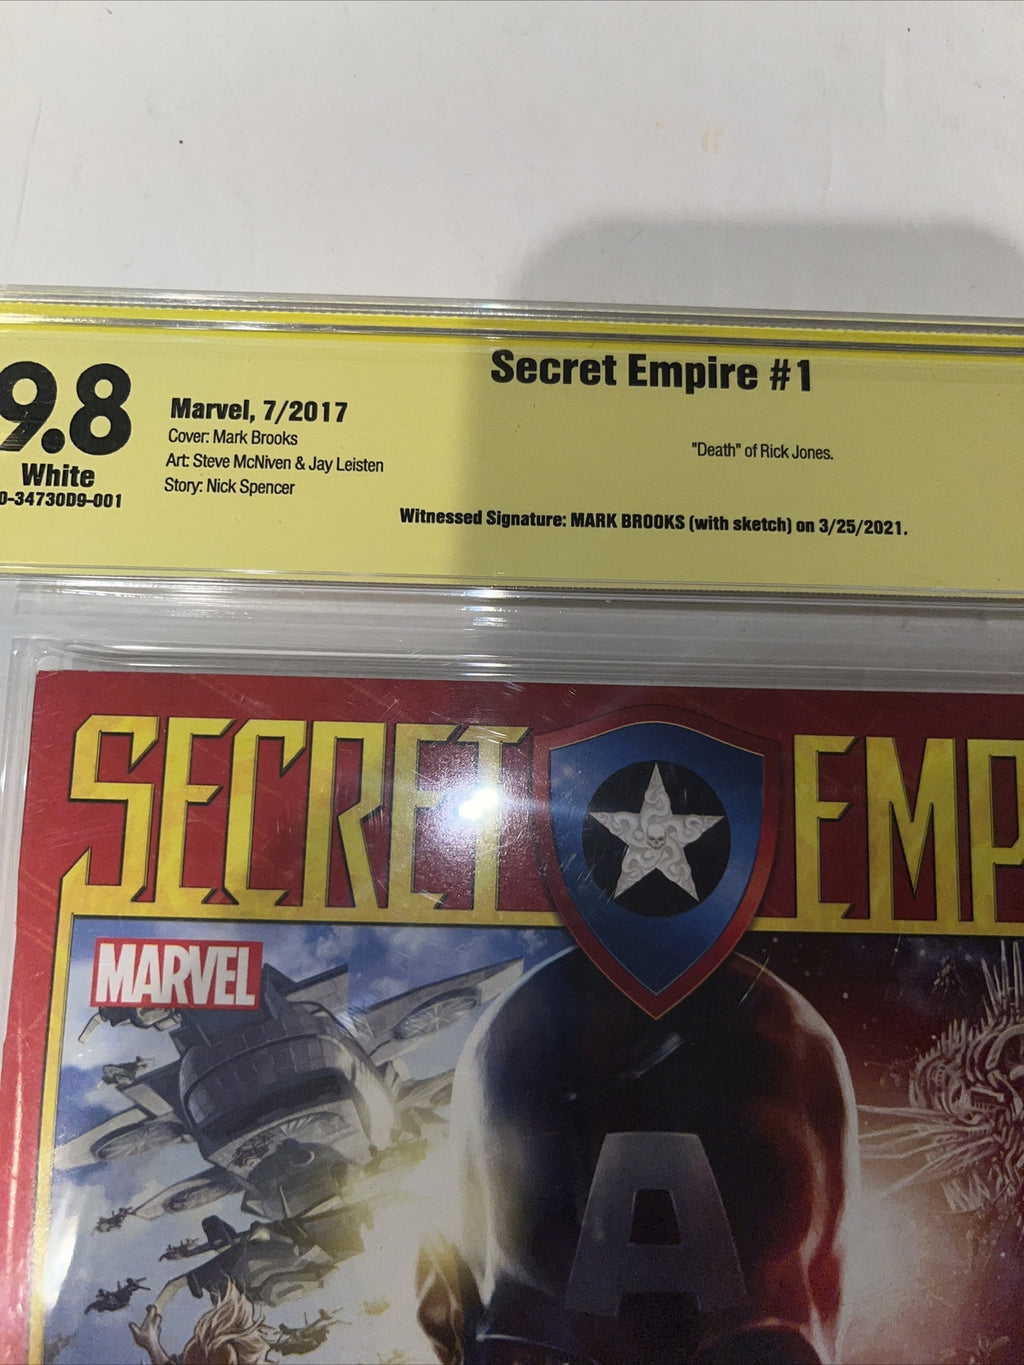 Secret Empire #1
9.8
White
0-34730D9-001
Marvel, 7/2017
Cover: Mark Brooks
Art: Steve McNiven & Jay Leisten
Story: Nick Spencer
"Death" of Rick Jones.
Witnessed Signature: MARK BROOKS (with sketch) on 3/25/2021.
SECRET EMP
MARVEL
A